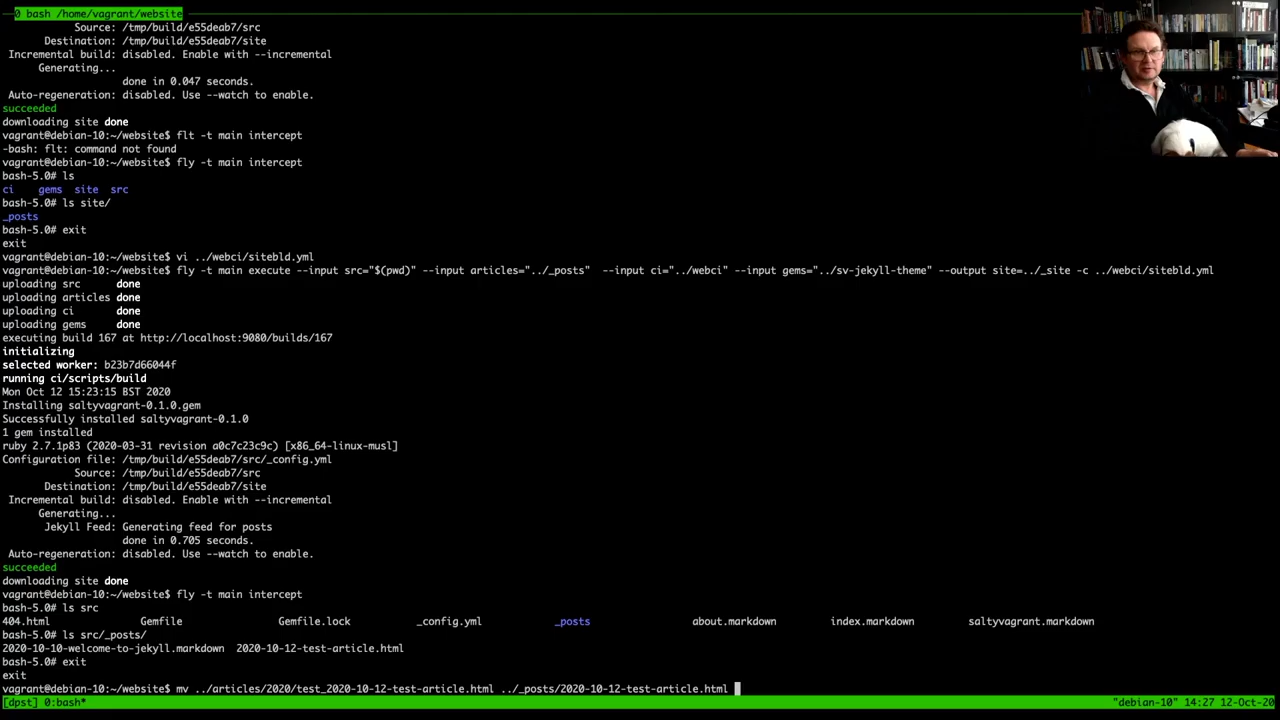 0 bash /home/vagrant/website
Source: /tmp/build/e55deab7/src
Destination: /tmp/build/e55deab7/site
Incremental build: disabled. Enable with --incremental
Generating...
done in 0.047 seconds.
Auto-regeneration: disabled. Use --watch to enable.
succeeded
downloading site done
vagrant@debian-10:~/website$ flt -t main intercept
-bash: flt: command not found
vagrant@debian-10:~/website$ fly -t main intercept
bash-5.0# ls
ci gems site src
bash-5.0# ls site/
_posts
bash-5.0# exit
exit
vagrant@debian-10:~/website$ vi ../webci/sitebld.yml
vagrant@debian-10:~/website$ fly -t main execute --input src="$(pwd)" --input articles="../_posts" --input ci="../webci" --input gems="../sv-jekyll-theme" --output site=../_site -c ../webci/sitebld.yml
uploading src done
uploading articles done
uploading ci done
uploading gems done
executing build 167 at http://localhost:9080/builds/167
initializing
selected worker: b23b7d66044f
running ci/scripts/build
Mon Oct 12 15:23:15 BST 2020
Installing saltyvagrant-0.1.0.gem
Successfully installed saltyvagrant-0.1.0
1 gem installed
ruby 2.7.1p83 (2020-03-31 revision a0c7c23c9c) [x86_64-linux-musl]
Configuration file: /tmp/build/e55deab7/src/_config.yml
Source: /tmp/build/e55deab7/src
Destination: /tmp/build/e55deab7/site
Incremental build: disabled. Enable with --incremental
Generating...
Jekyll Feed: Generating feed for posts
done in 0.705 seconds.
Auto-regeneration: disabled. Use --watch to enable.
succeeded
downloading site done
vagrant@debian-10:~/website$ fly -t main intercept
bash-5.0# ls src
404.html Gemfile Gemfile.lock _config.yml _posts about.markdown index.markdown saltyvagrant.markdown
bash-5.0# ls src/_posts/
2020-10-10-welcome-to-jekyll.markdown 2020-10-12-test-article.html
bash-5.0# exit
exit
vagrant@debian-10:~/website$ mv ../articles/2020/test_2020-10-12-test-article.html ../_posts/2020-10-12-test-article.html
[dpst] 0:bash* "debian-10" 14:27 12-Oct-20